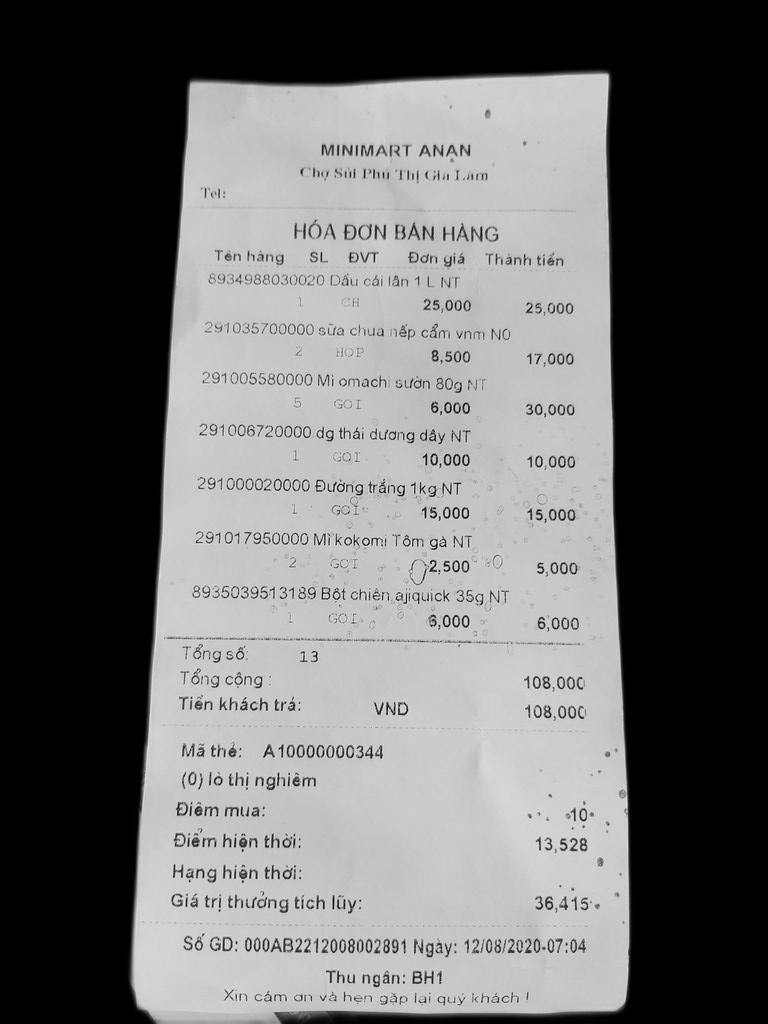 MINIMART ANAN
Chợ Sủi Phú Thị Gia Lâm
Tel:
HÓA ĐƠN BÁN HÀNG
Tên hàng SL ĐVT Đơn giá Thành tiền
8934988030020 Dầu cái lân 1 L NT
1 CH 25,000 25,000
291035700000 sữa chua nếp cẩm vnm N0
2 HOP 8,500 17,000
291005580000 Mì omachi sườn 80g NT
5 GOI 6,000 30,000
291006720000 dg thái dương dây NT
1 GOI 10,000 10,000
291000020000 Đường trắng 1kg NT
1 GOI 15,000 15,000
291017950000 Mì kokomi Tôm gà NT
2 GOI 2,500 5,000
8935039513189 Bột chiên ajiquick 35g NT
1 GOI 6,000 6,000
Tổng số: 13
Tổng cộng : 108,000
Tiền khách trả: VND 108,000
Mã thẻ: A10000000344
(0) lò thị nghiêm
Điểm mua: 10
Điểm hiện thời: 13,528
Hạng hiện thời:
Giá trị thưởng tích lũy: 36,415
Số GD: 000AB2212008002891 Ngày: 12/08/2020-07:04
Thu ngân: BH1
Xin cám ơn và hẹn gặp lại quý khách !